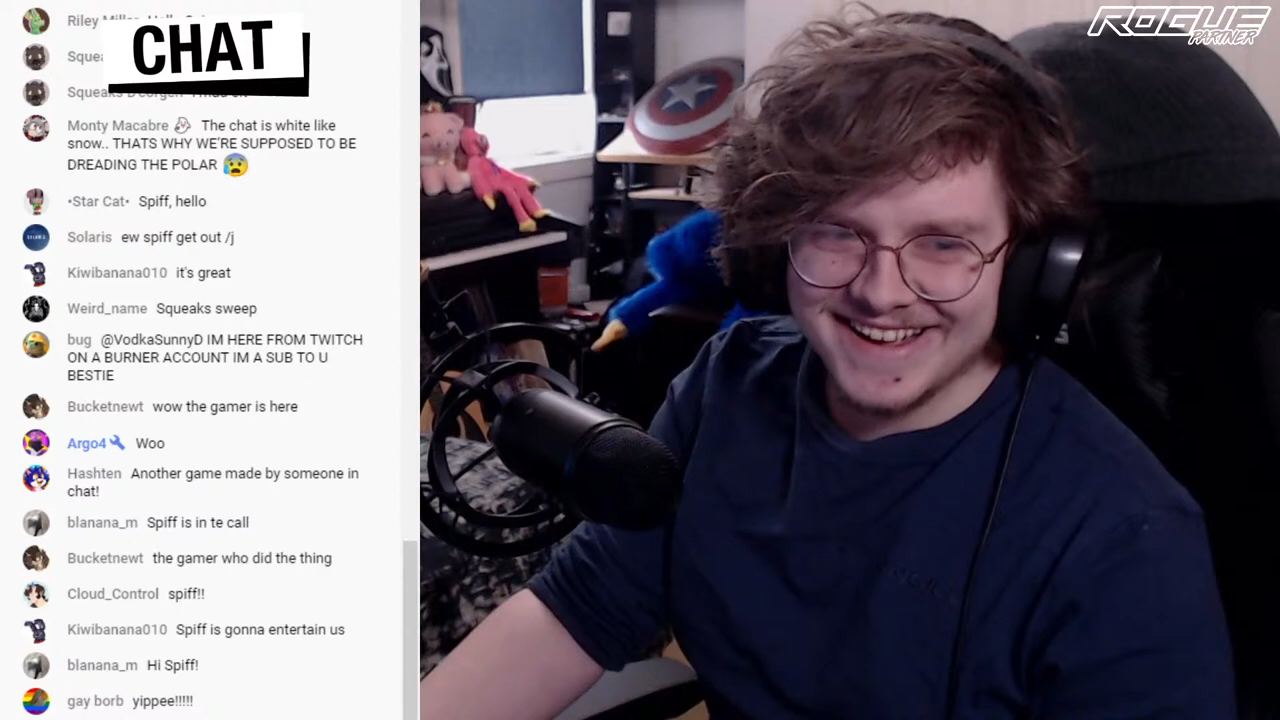 Riley
CHAT
Squea
Squeaks D
Monty Macabre The chat is white like
snow.. THATS WHY WE'RE SUPPOSED TO BE
DREADING THE POLAR
•Star Cat• Spiff, hello
Solaris ew spiff get out /j
Kiwibanana010 it's great
Weird_name Squeaks sweep
bug @VodkaSunnyD IM HERE FROM TWITCH
ON A BURNER ACCOUNT IM A SUB TO U
BESTIE
Bucketnewt wow the gamer is here
Argo4 Woo
Hashten Another game made by someone in
chat!
blanana_m Spiff is in te call
Bucketnewt the gamer who did the thing
Cloud_Control spiff!!
Kiwibanana010 Spiff is gonna entertain us
blanana_m Hi Spiff!
gay borb yippee!!!!!
ROGUE
PARTNER